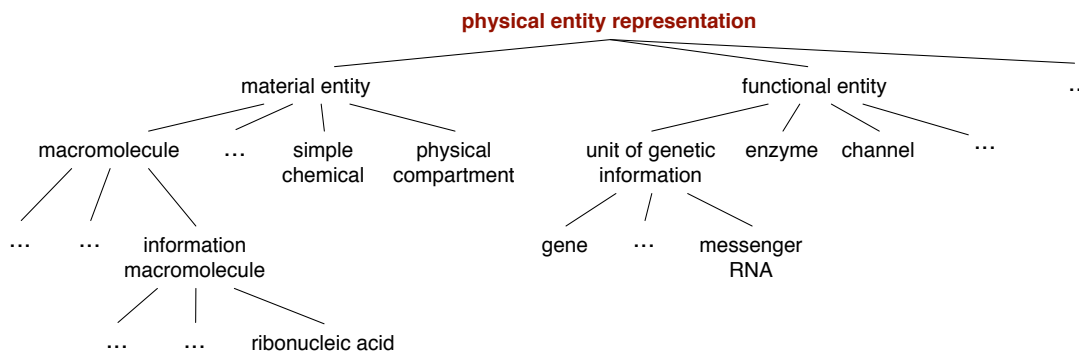 physical entity representation
material entity
functional entity
...
macromolecule
...
simple
chemical
physical
compartment
unit of genetic
information
enzyme
channel
...
...
...
information
macromolecule
gene
...
messenger
RNA
...
...
ribonucleic acid